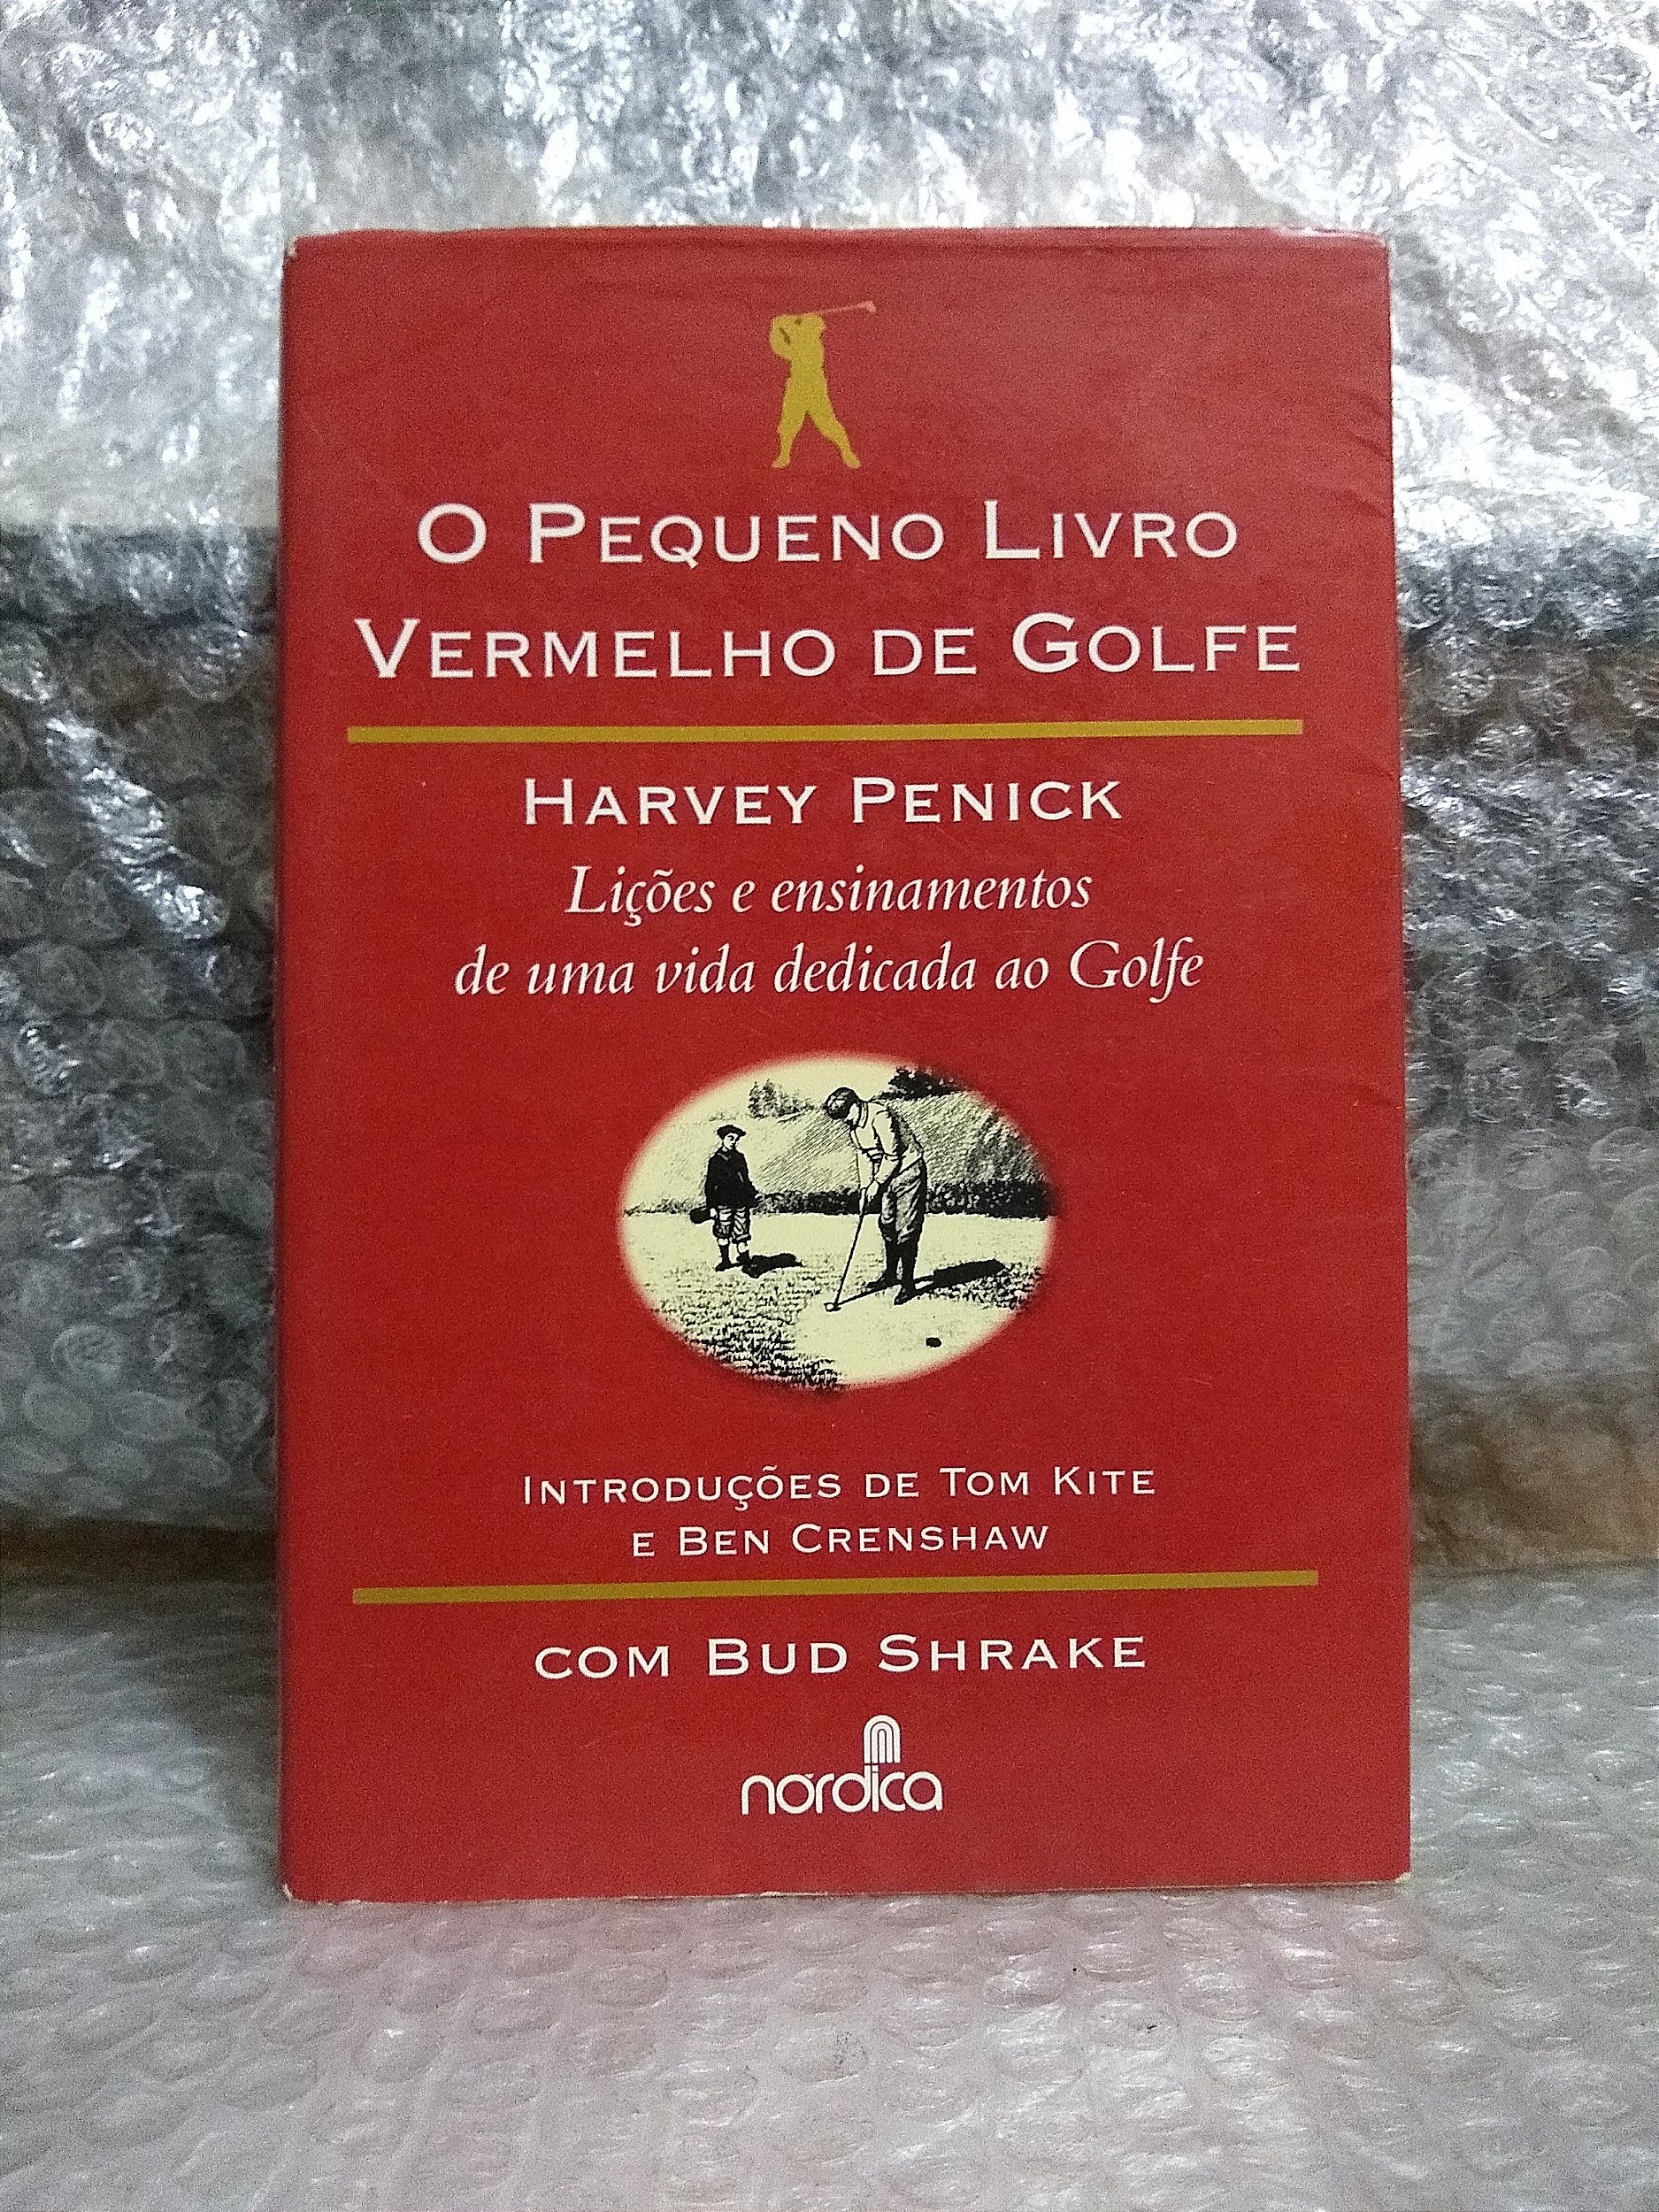 O PEQUENO LIVRO
VERMELHO DE GOLFE
HARVEY PENICK
Lições e ensinamentos
de uma vida dedicada ao Golfe
INTRODUÇÕES DE TOM KITE
E BEN CRENSHAW
COM BUD SHRAKE
nórdica